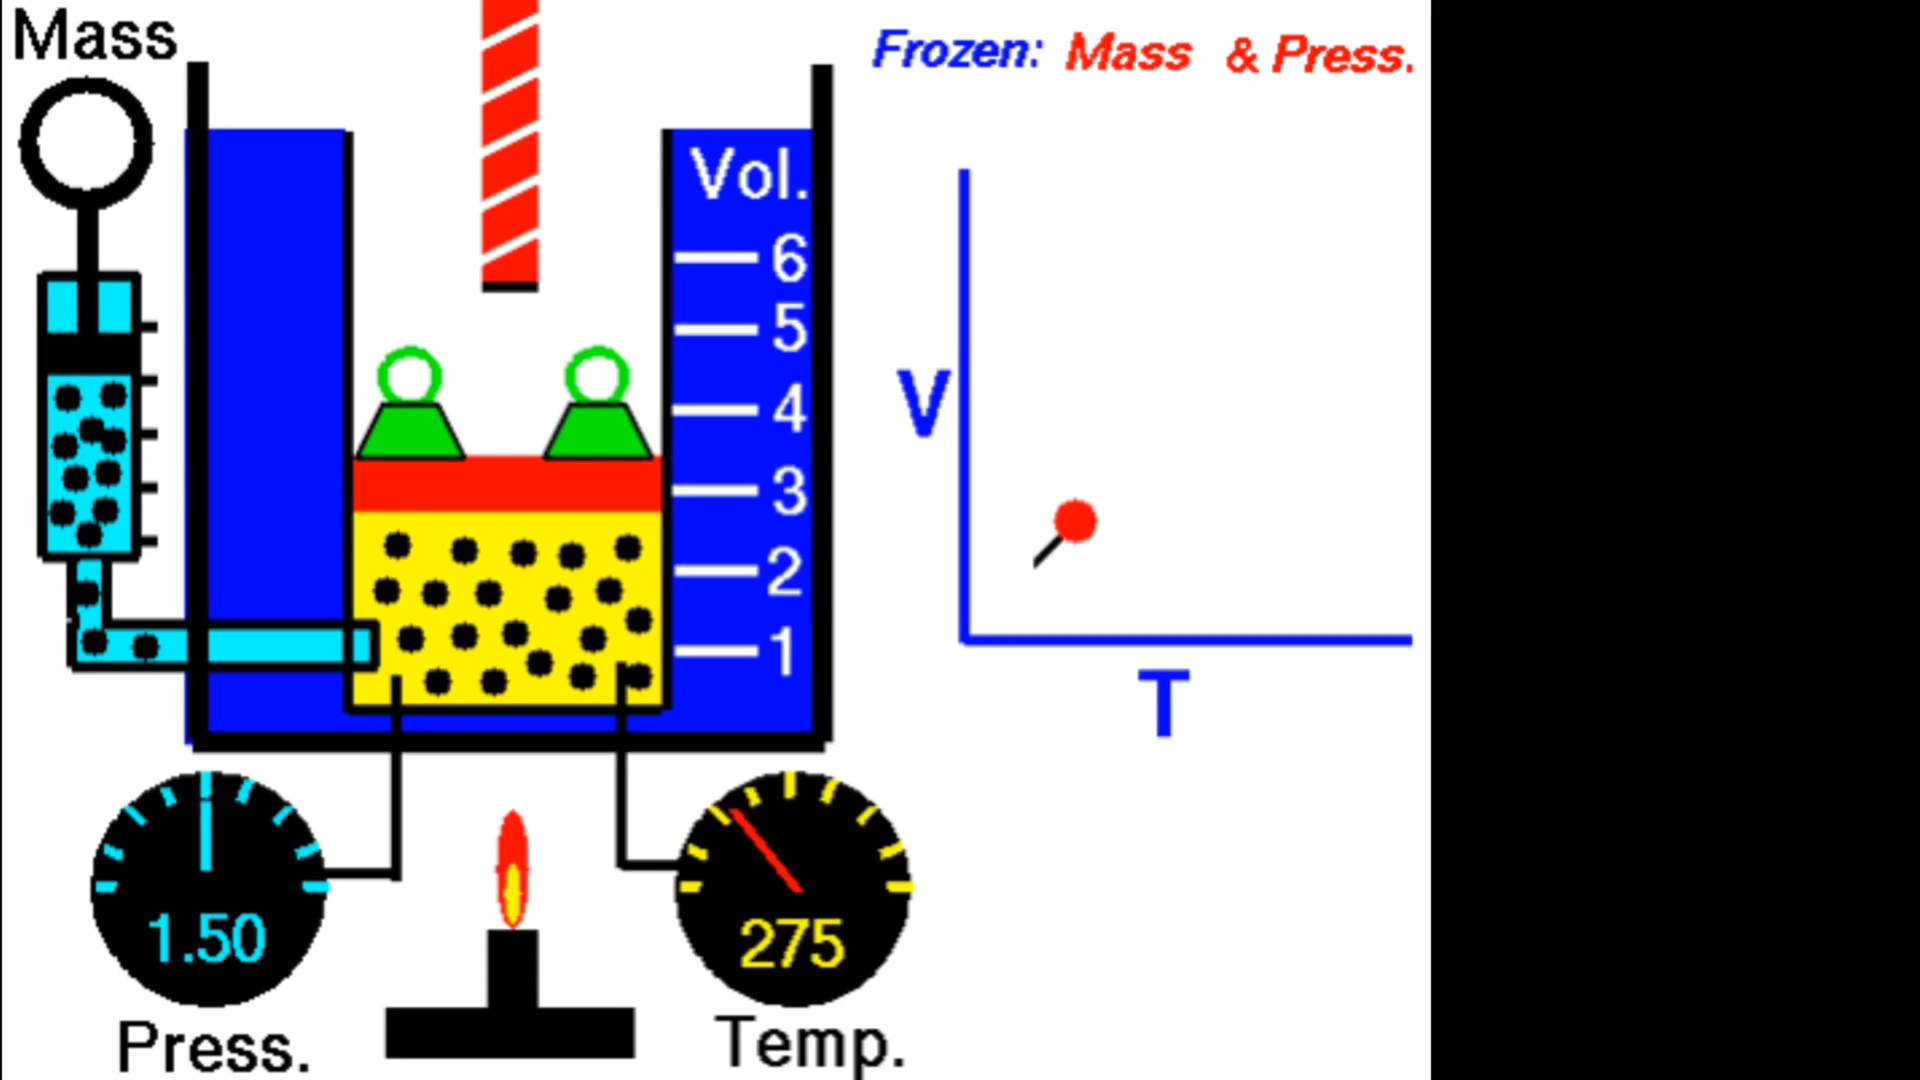 Mass
Frozen: Mass & Press.
Vol.
6
5
4
3
2
1
V
T
1.50
275
Press.
Temp.